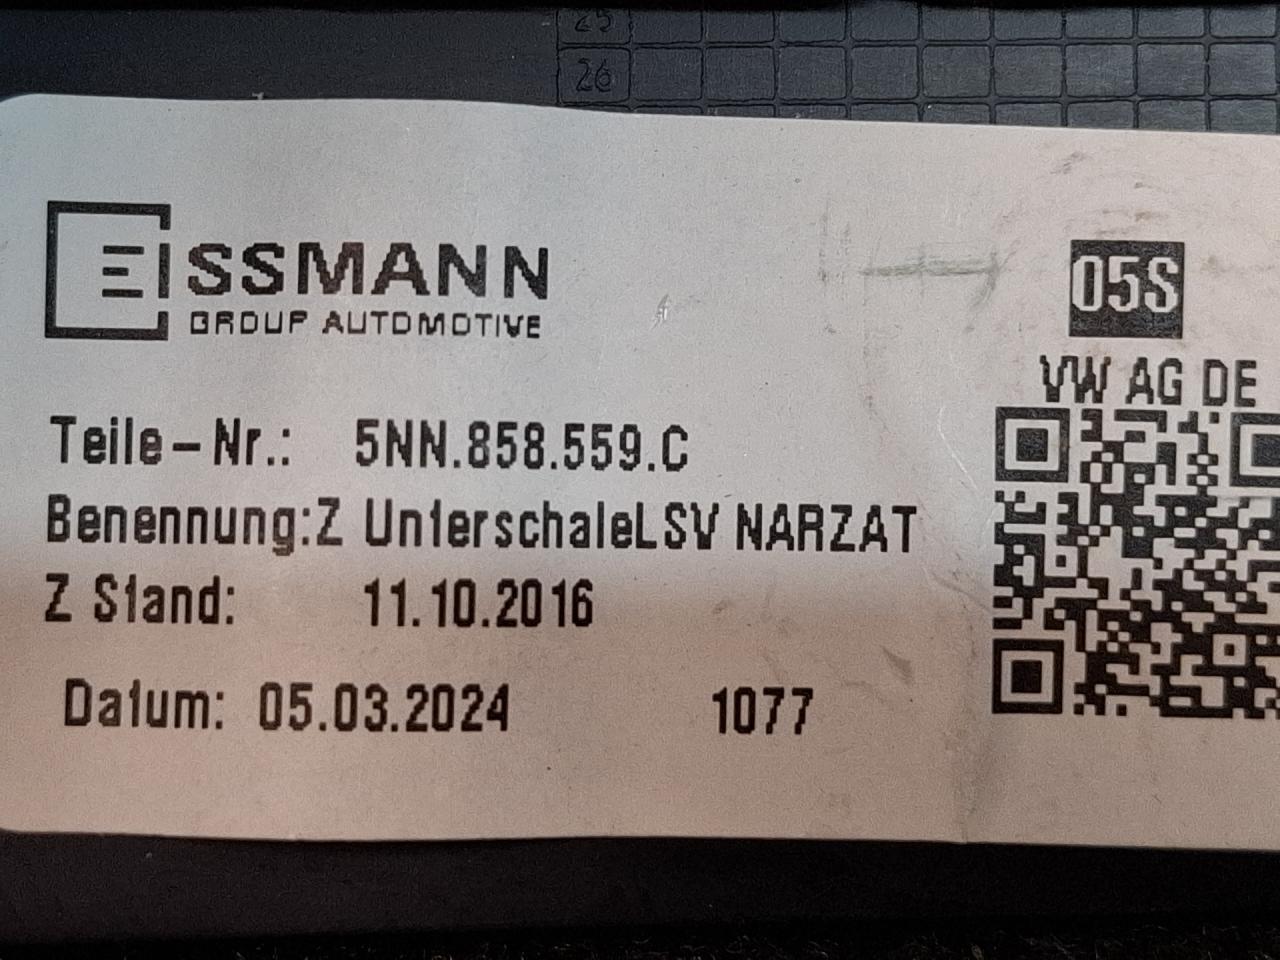 25
26
EISSMANN
GROUP AUTOMOTIVE
05S
VW AG DE
Teile-Nr.: 5NN.858.559.C
Benennung:Z UnterschaleLSV NARZAT
Z Stand: 11.10.2016
Datum: 05.03.2024 1077